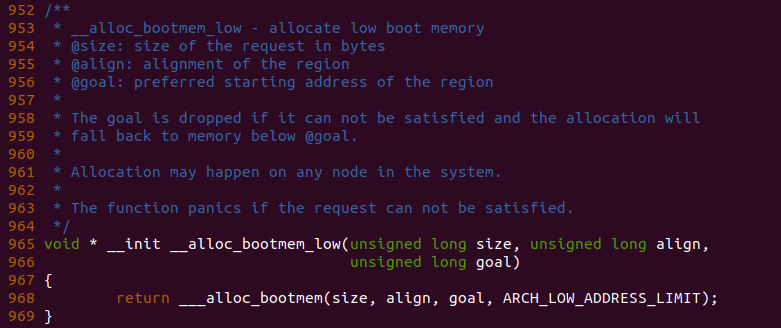 952 /**
953  * __alloc_bootmem_low - allocate low boot memory
954  * @size: size of the request in bytes
955  * @align: alignment of the region
956  * @goal: preferred starting address of the region
957  *
958  * The goal is dropped if it can not be satisfied and the allocation will
959  * fall back to memory below @goal.
960  *
961  * Allocation may happen on any node in the system.
962  *
963  * The function panics if the request can not be satisfied.
964  */
965 void * __init __alloc_bootmem_low(unsigned long size, unsigned long align,
966                                   unsigned long goal)
967 {
968         return ___alloc_bootmem(size, align, goal, ARCH_LOW_ADDRESS_LIMIT);
969 }